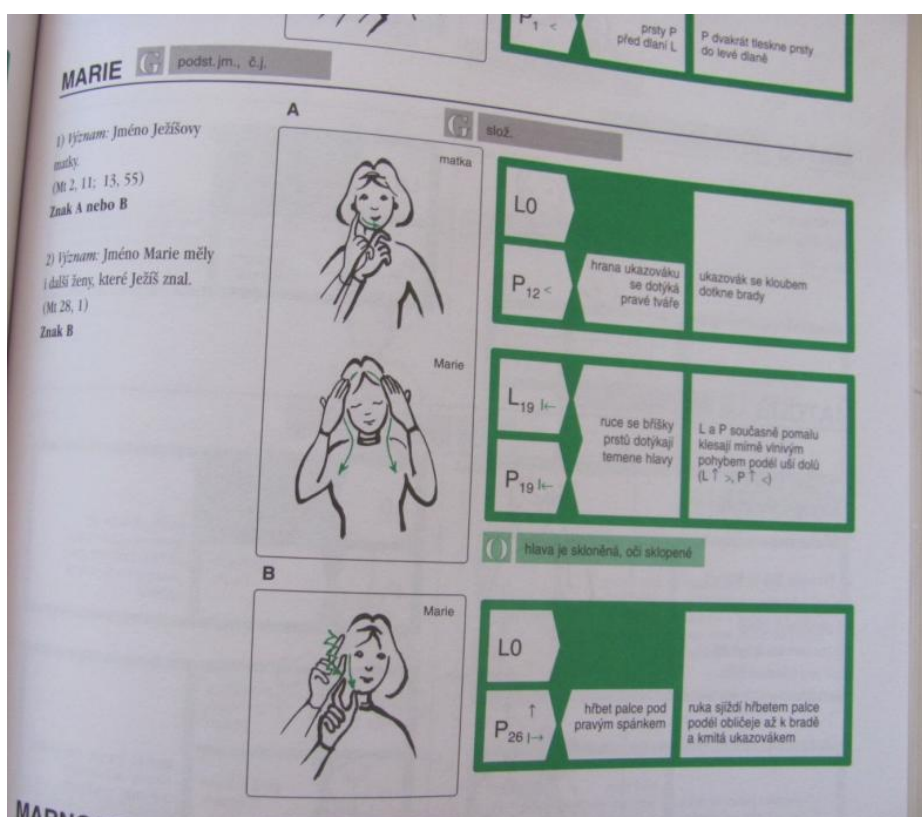 P1 <
prsty P
před dlaní L
P dvakrát tleskne prsty
do levé dlaně
MARIE G podst. jm., č.j.
1) Význam: Jméno Ježíšovy
matky.
(Mt 2, 11; 13, 55)
Znak A nebo B
2) Význam: Jméno Marie měly
i další ženy, které Ježíš znal.
(Mt 28, 1)
Znak B
A
G slož.
matka
L0
P12 <
hrana ukazováku
se dotýká
pravé tváře
ukazovák se kloubem
dotkne brady
Marie
L19 I←
P19 I←
ruce se bříšky
prstů dotýkají
temene hlavy
L a P současně pomalu
klesají mírně vlnivým
pohybem podél uší dolů
(L ↑ >, P ↑ <)
O hlava je skloněná, oči sklopené
B
Marie
L0
↑
P26 I→
hřbet palce pod
pravým spánkem
ruka sjíždí hřbetem palce
podél obličeje až k bradě
a kmitá ukazovákem